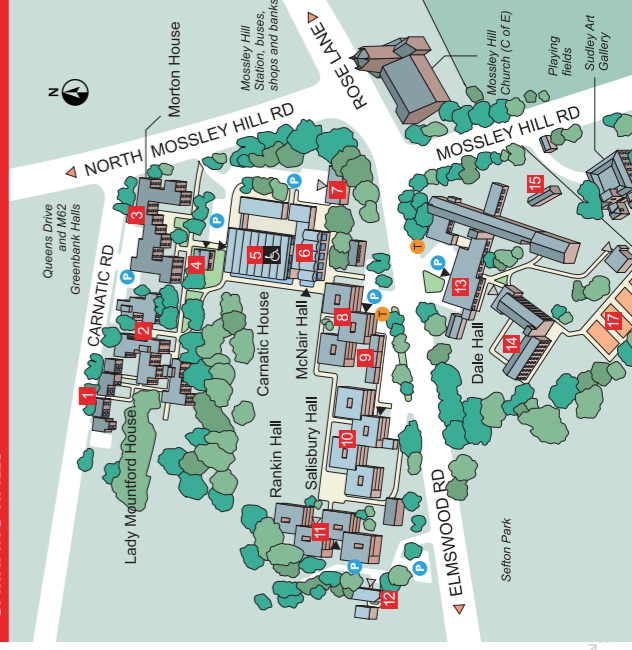 N
Morton House
Mossley Hill
Station, buses,
shops and banks
ROSE LANE
Mossley Hill
Church (C of E)
Playing
fields
Sudley Art
Gallery
NORTH MOSSLEY HILL RD
MOSSLEY HILL RD
Queens Drive
and M62
Greenbank Halls
CARNATIC RD
P
P
P
P
P
P
P
T
T
1
2
3
4
5
6
7
8
9
10
11
12
13
14
15
17
Lady Mountford House
Carnatic House
McNair Hall
Rankin Hall
Salisbury Hall
Dale Hall
ELMSWOOD RD
Sefton Park